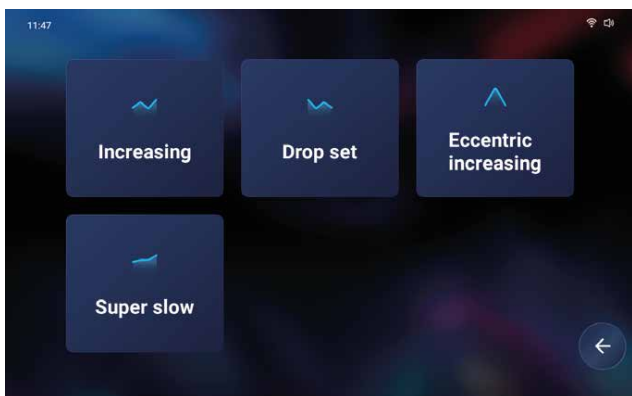 11:47
Increasing
Drop set
Eccentric
increasing
Super slow